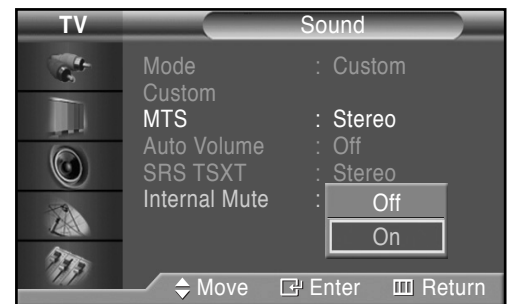 TV Sound
Mode : Custom
Custom
MTS : Stereo
Auto Volume : Off
SRS TSXT : Stereo
Internal Mute :
Off
On
Move Enter Return